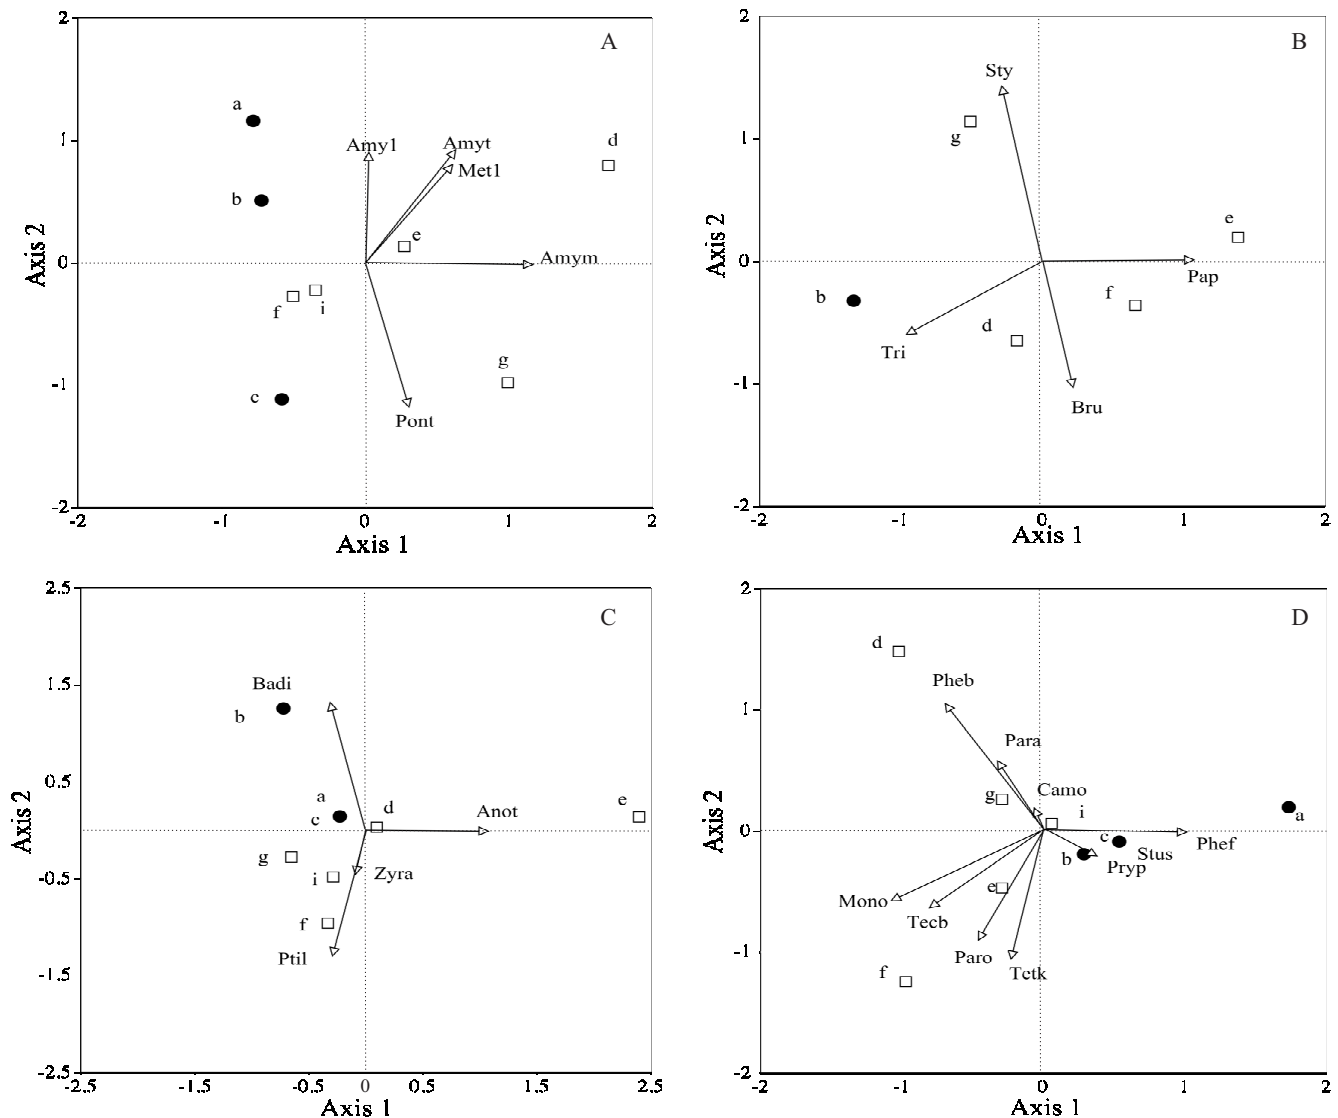 2
A
a
1
d
Amy1
Amyt
Met1
b
e
Axis 2
0
Amym
f
i
g
-1
c
Pont
-2
-2
-1
0
1
2
Axis 1
2
B
Sty
1
g
e
Axis 2
0
Pap
b
f
d
Tri
-1
Bru
-2
-2
-1
0
1
2
Axis 1
2.5
C
1.5
Badi
b
a
0.5
d
e
c
Anot
Axis 2
g
i
Zyra
-0.5
f
Ptil
-1.5
-2.5
-2.5
-1.5
-0.5
0
0.5
1.5
2.5
Axis 1
2
D
d
Pheb
1
Para
g
Camo
i
a
Axis 2
0
c
b
Stus
Phef
Pryp
e
Mono
Tecb
Paro
Tctk
-1
f
-2
-2
-1
0
1
2
Axis 1